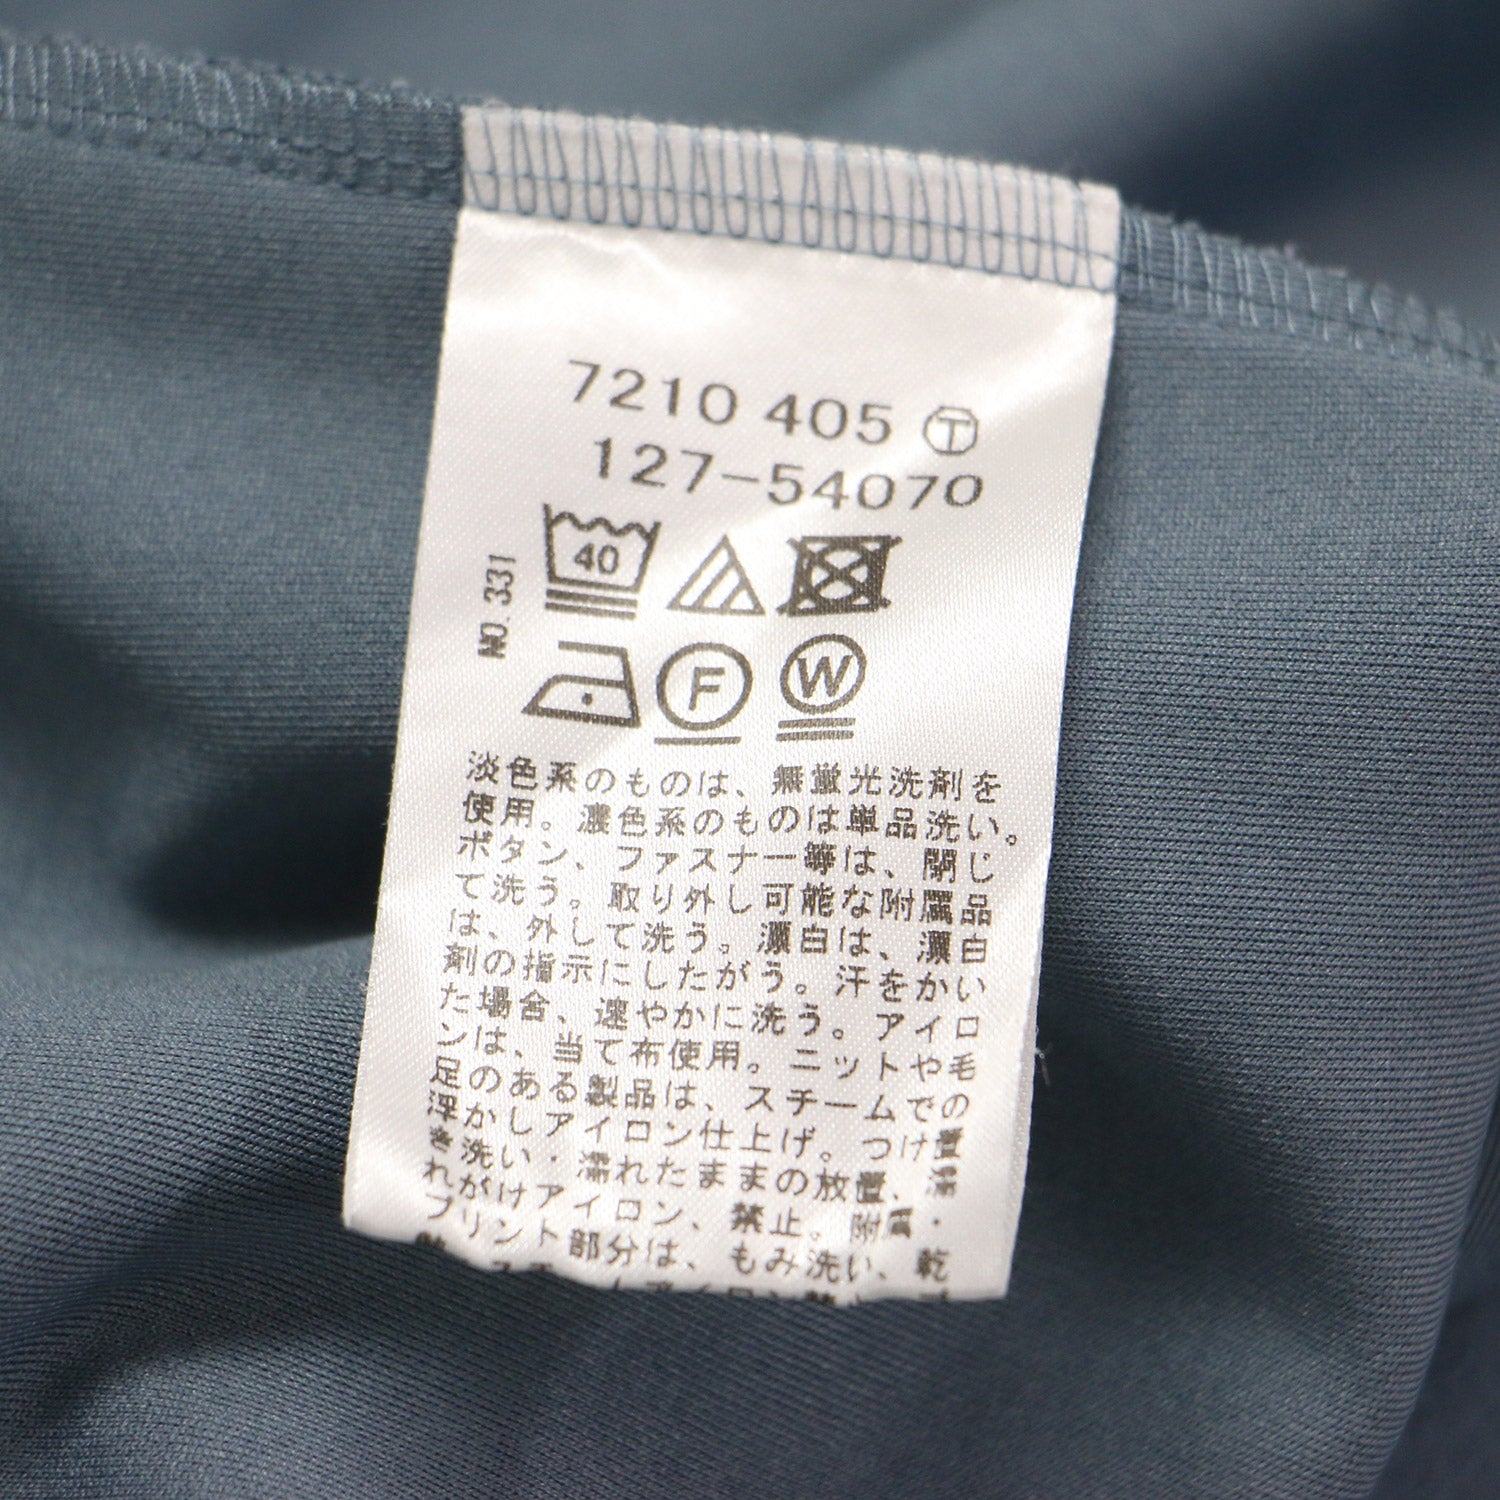 7210 405 Ⓣ
127-54070
NO. 331
40
F
W
淡色系のものは、無蛍光洗剤を
使用。濃色系のものは単品洗い。
ボタン、ファスナー等は、閉じ
て洗う。取り外し可能な附属品
は、外して洗う。漂白は、漂白
剤の指示にしたがう。汗をかい
た場合、速やかに洗う。アイロ
ンは、当て布使用。ニットや毛
足のある製品は、スチームでの
浮かしアイロン仕上げ。つけ置
き洗い・濡れたままの放置、濡
れがけアイロン、禁止。附属・
プリント部分は、もみ洗い、乾